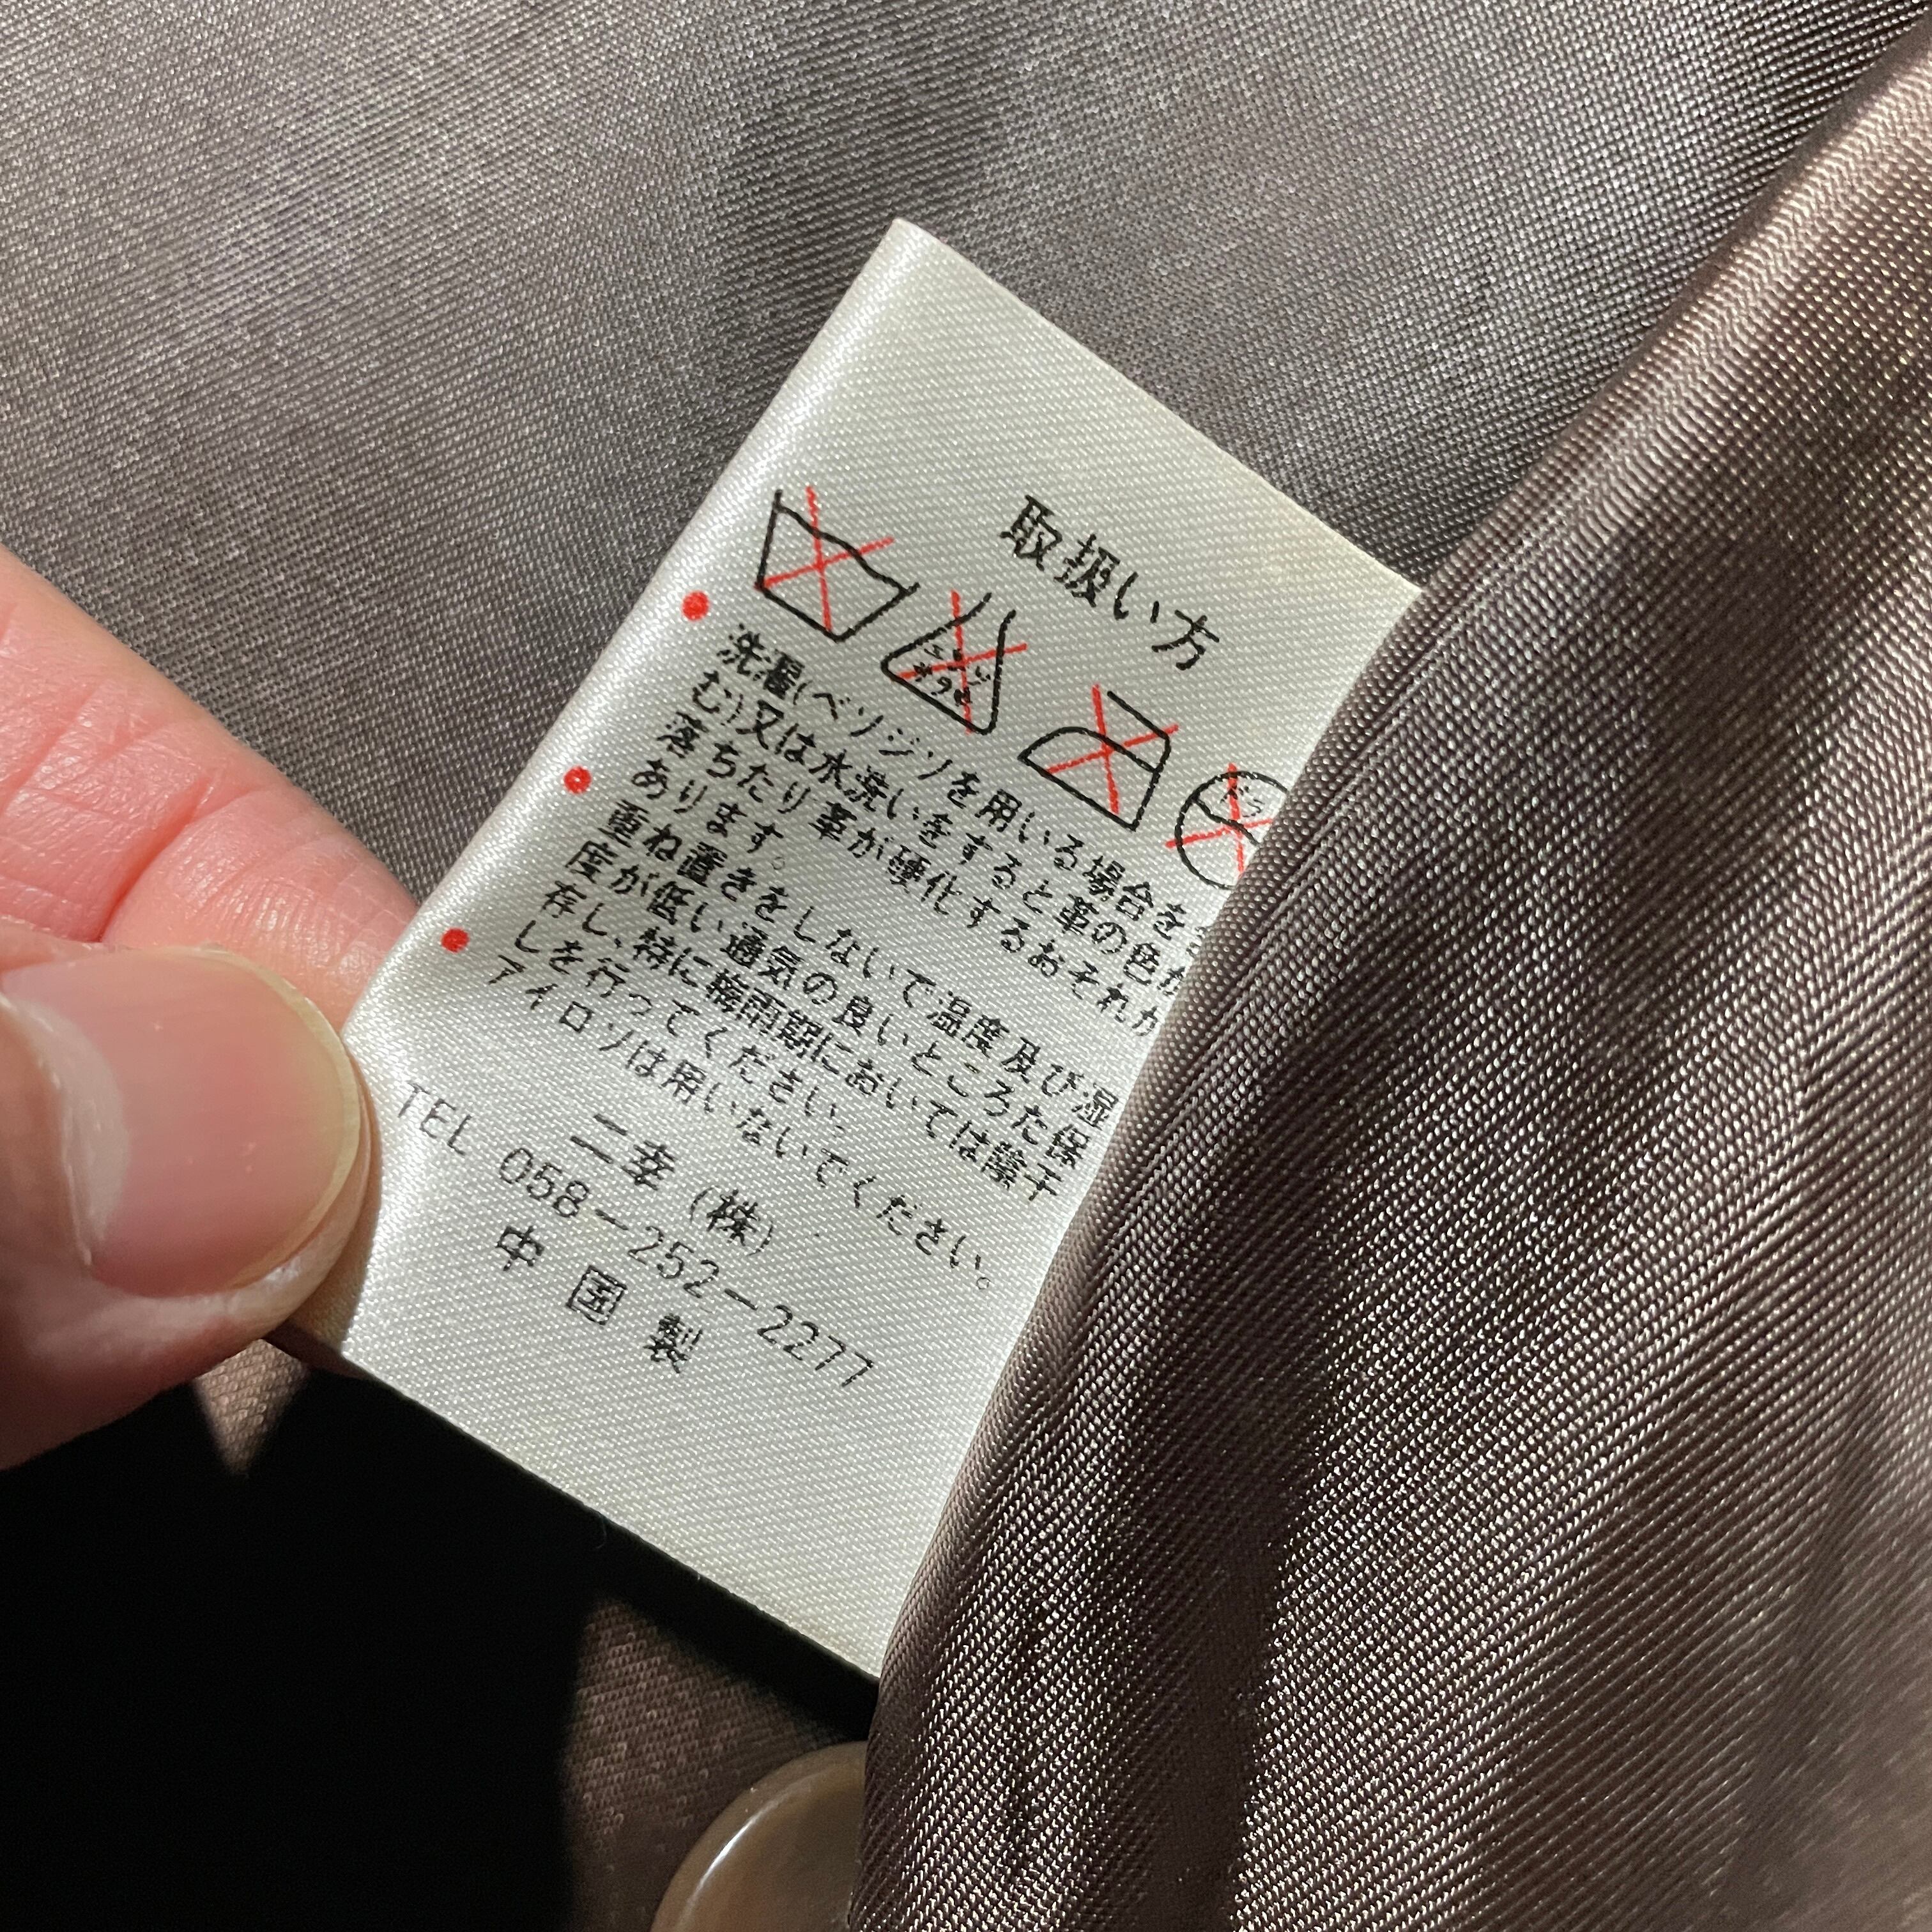 取扱い方
ドラ
● 洗濯(ベンジンを用いる場合を
む)又は水洗いをすると革の色が
落ちたり革が硬化するおそれが
あります。
● 重ね置きをしないで温度及び湿
度が低い通気の良いところた保
存し、特に梅雨期においては陰干
しを行ってください、
● アイロンは用いないてください。
二幸(株)
TEL 058-252-2277
中国製